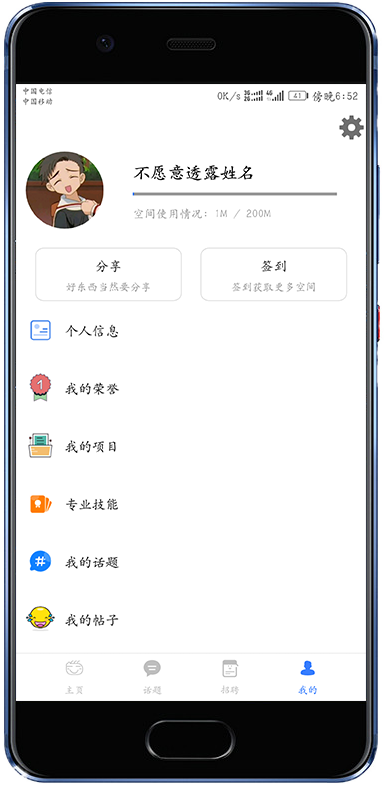 中国电信
中国移动
0K/s 3G 2G 4G 41 傍晚6:52
不愿意透露姓名
空间使用情况: 1M / 200M
分享
好东西当然要分享
签到
签到获取更多空间
个人信息
1
我的荣誉
我的项目
专业技能
#
我的话题
我的帖子
主页
话题
招聘
我的